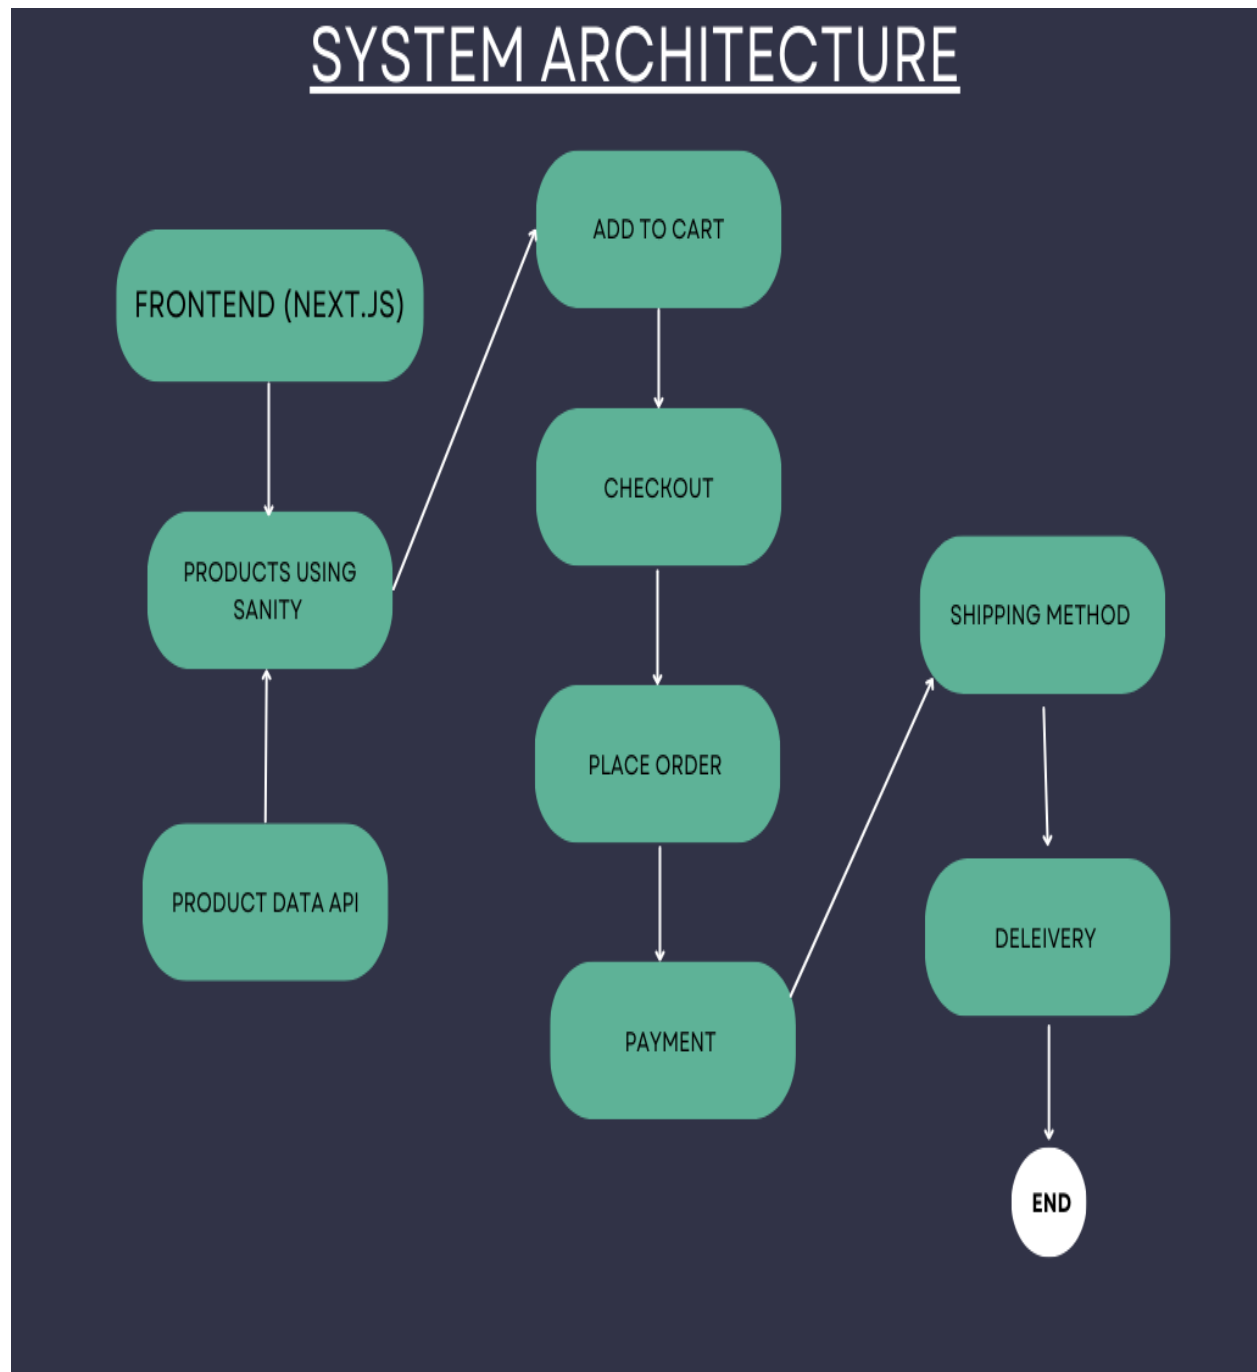 SYSTEM ARCHITECTURE
FRONTEND (NEXT.JS)
PRODUCTS USING
SANITY
PRODUCT DATA API
ADD TO CART
CHECKOUT
PLACE ORDER
PAYMENT
SHIPPING METHOD
DELEIVERY
END